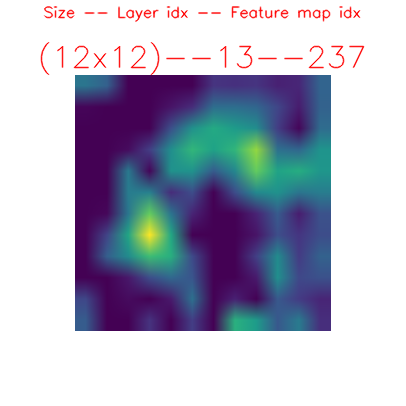 Size -- Layer idx -- Feature map idx
(12x12)--13--237